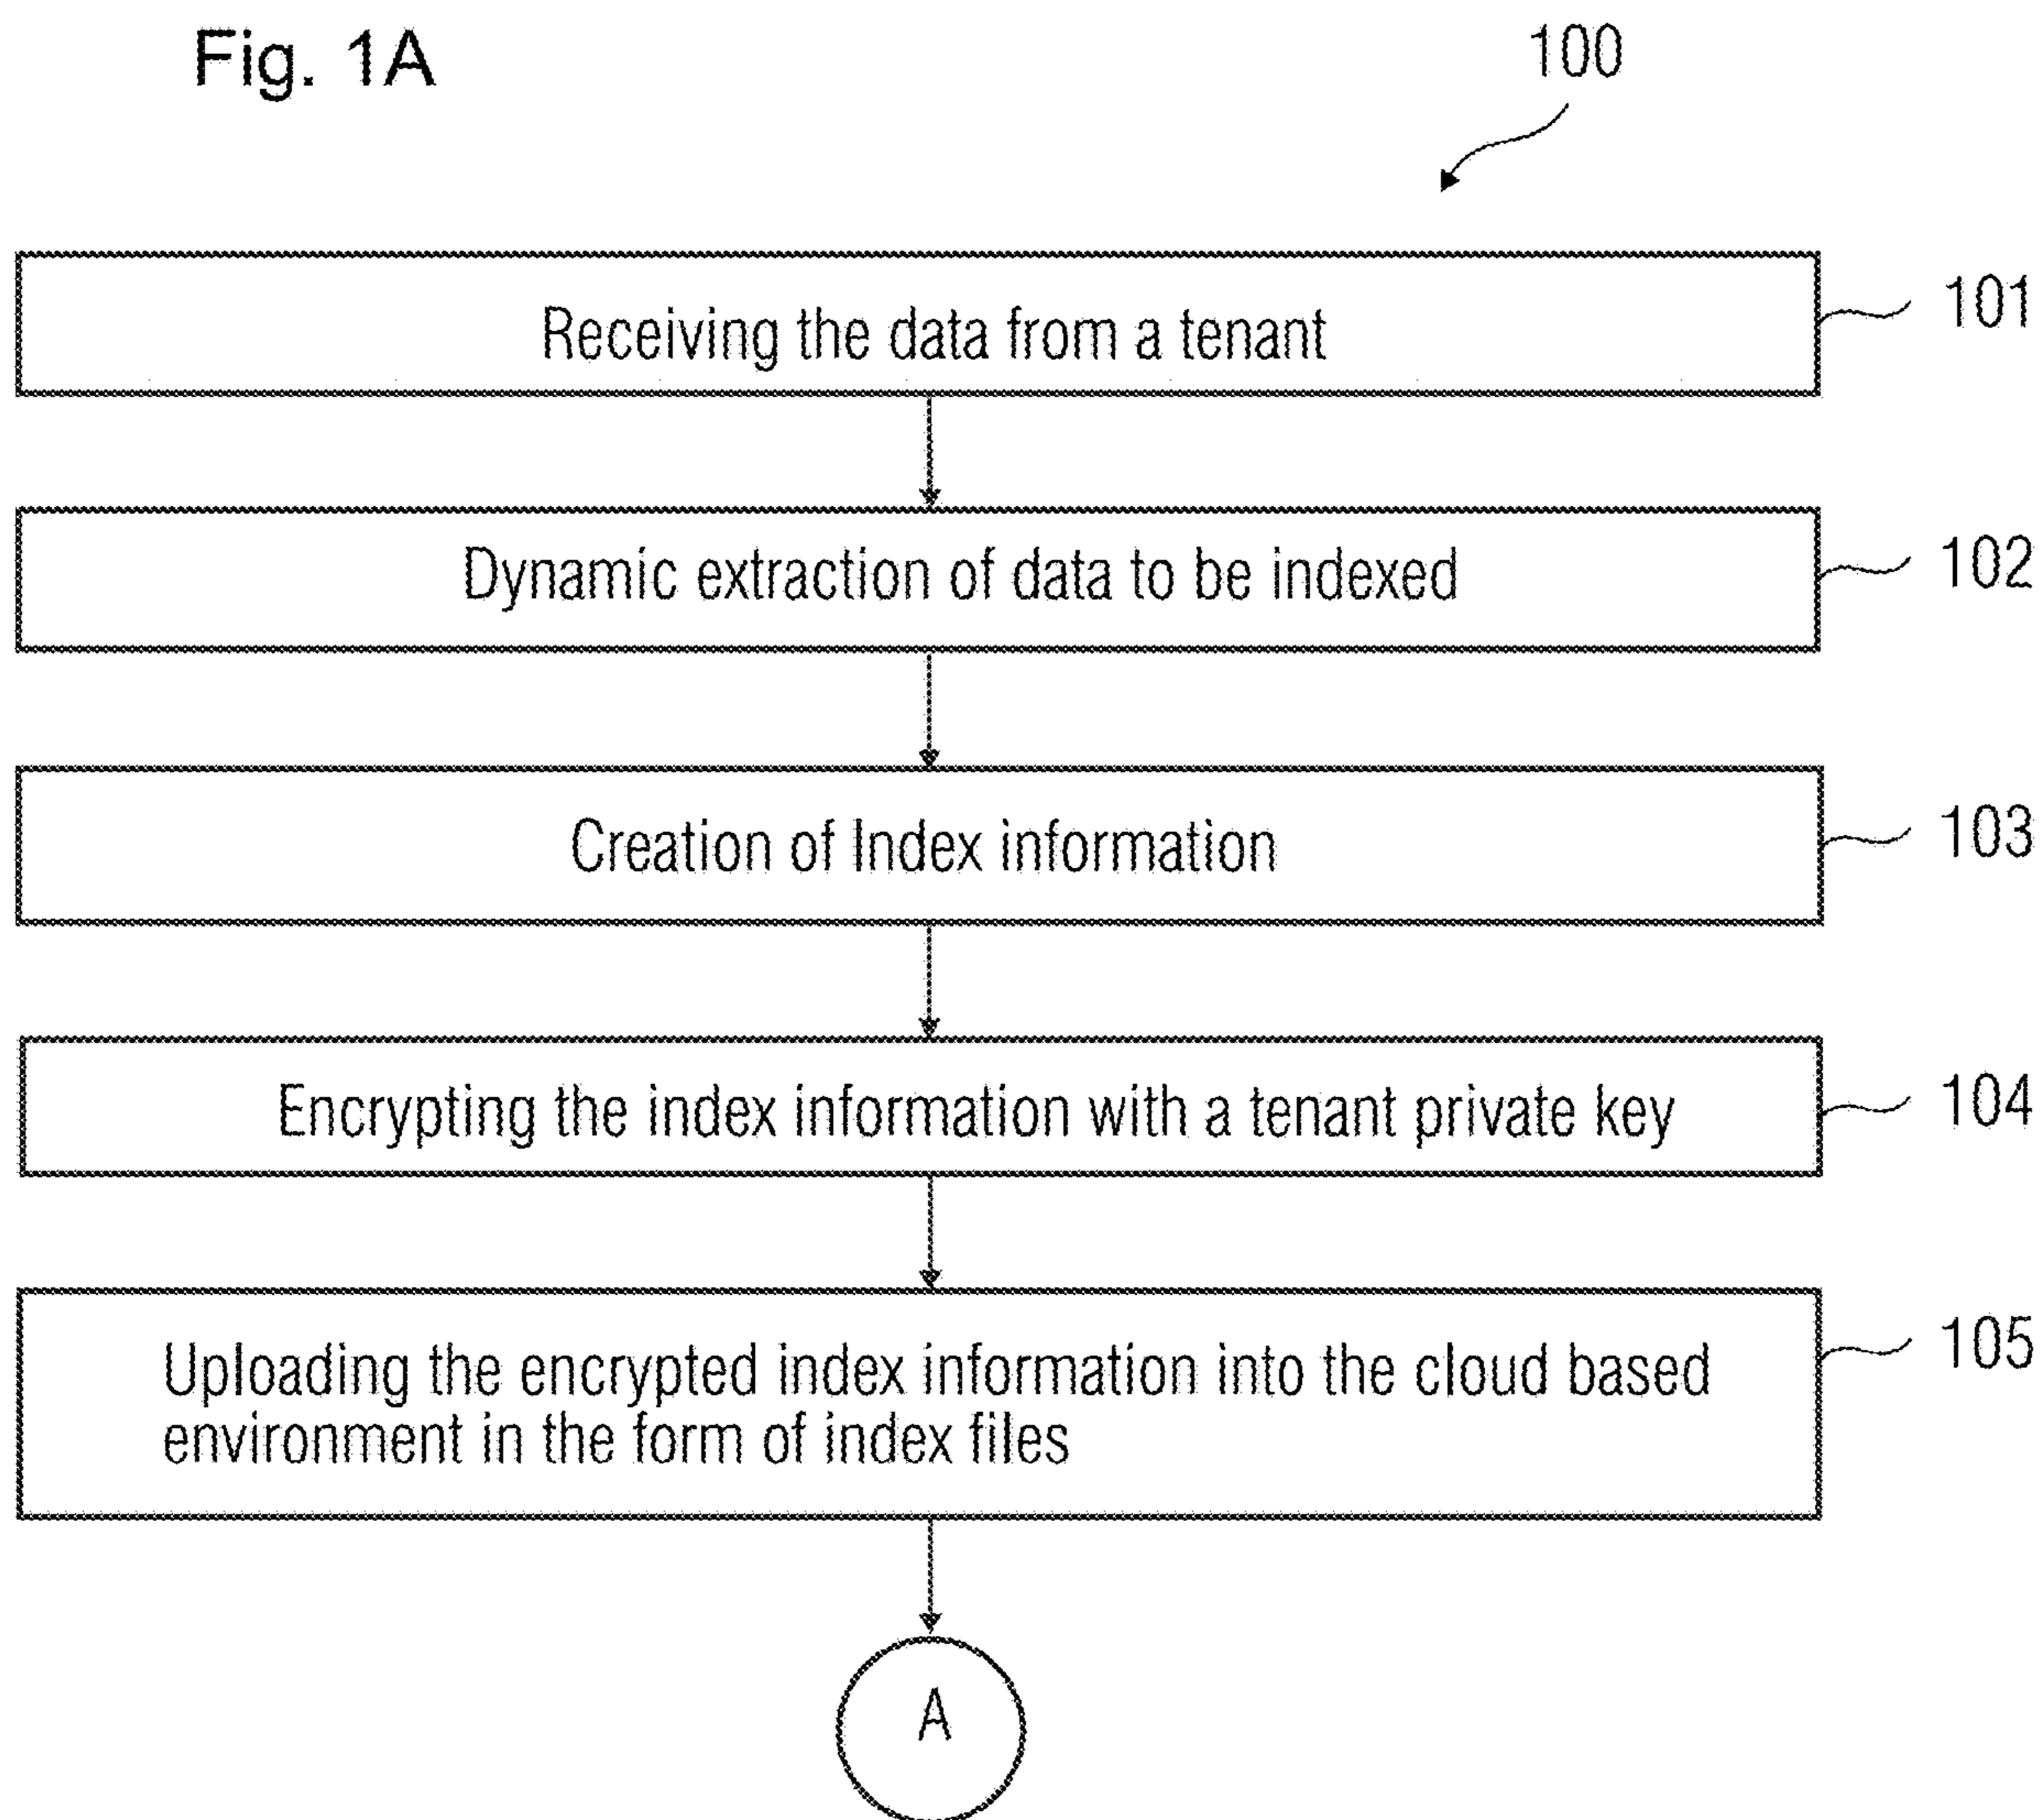 Fig. 1A
100
Receiving the data from a tenant
101
Dynamic extraction of data to be indexed
102
Creation of Index information
103
Encrypting the index information with a tenant private key
104
Uploading the encrypted index information into the cloud based
environment in the form of index files
105
A